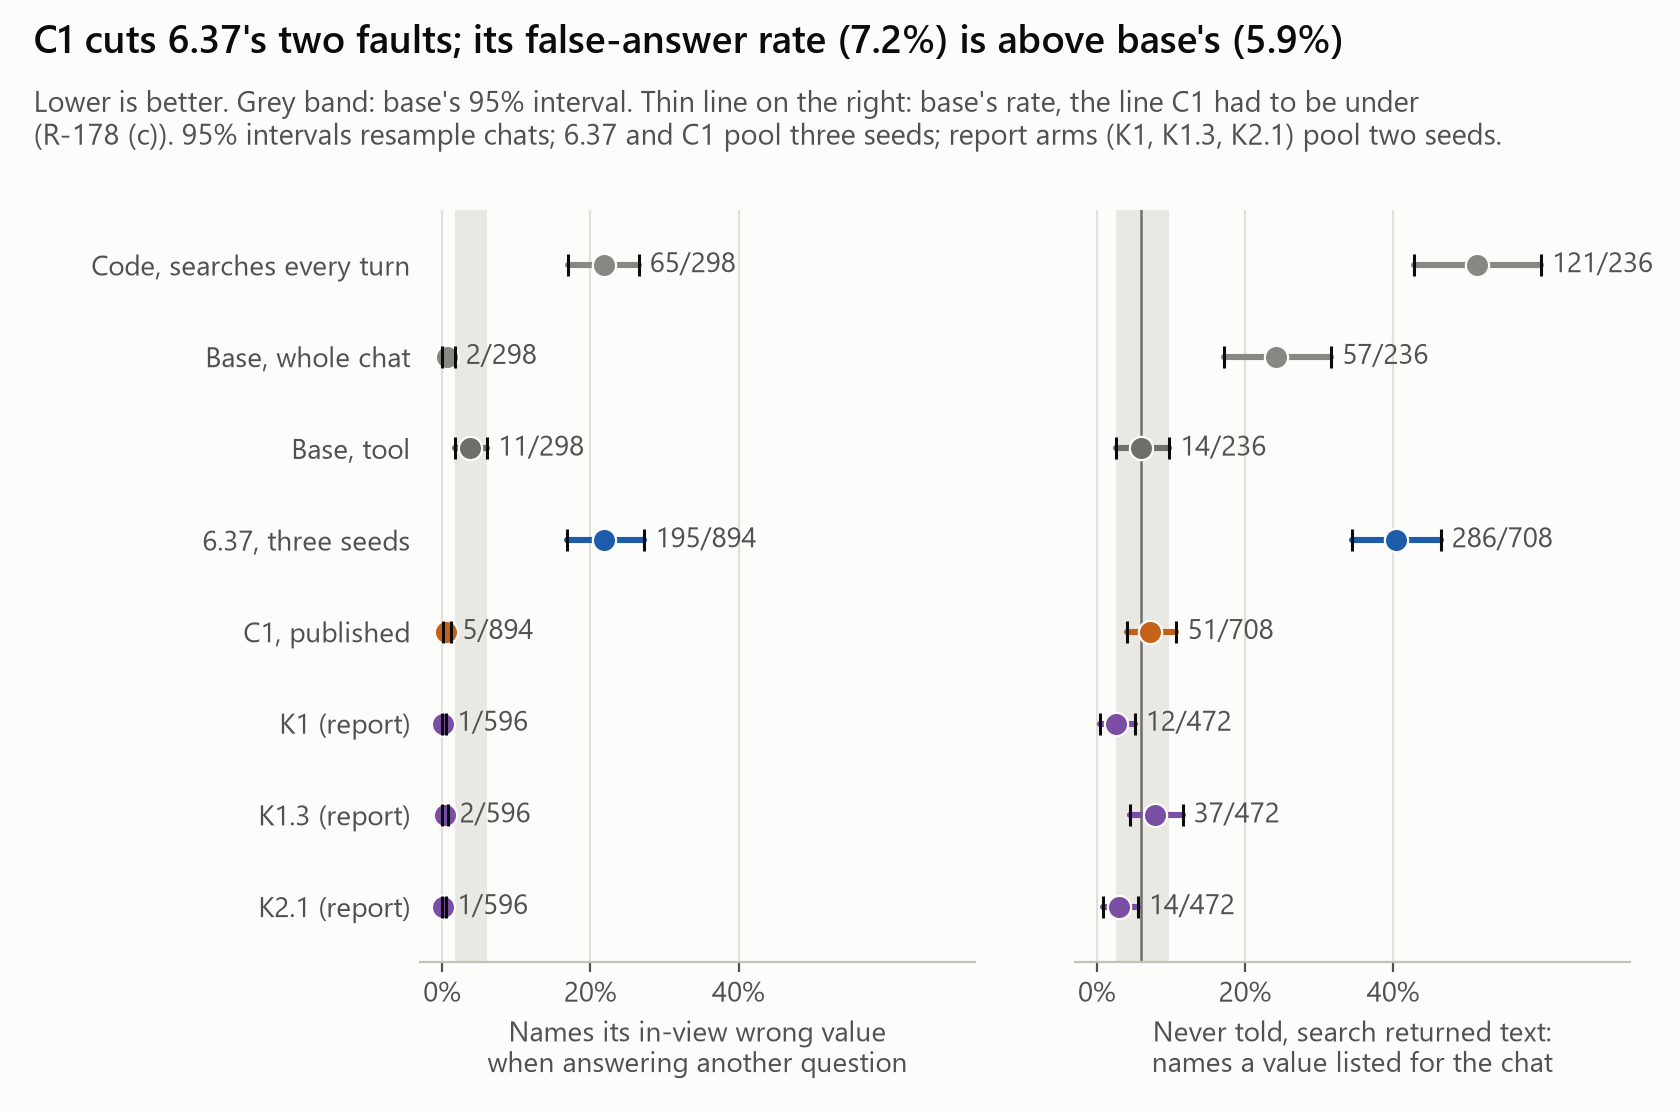 C1 cuts 6.37's two faults; its false-answer rate (7.2%) is above base's (5.9%)
Lower is better. Grey band: base's 95% interval. Thin line on the right: base's rate, the line C1 had to be under
(R-178 (c)). 95% intervals resample chats; 6.37 and C1 pool three seeds; report arms (K1, K1.3, K2.1) pool two seeds.
Code, searches every turn 65/298 121/236
Base, whole chat 2/298 57/236
Base, tool 11/298 14/236
6.37, three seeds 195/894 286/708
C1, published 5/894 51/708
K1 (report) 1/596 12/472
K1.3 (report) 2/596 37/472
K2.1 (report) 1/596 14/472
0% 20% 40% 0% 20% 40%
Names its in-view wrong value
when answering another question
Never told, search returned text:
names a value listed for the chat